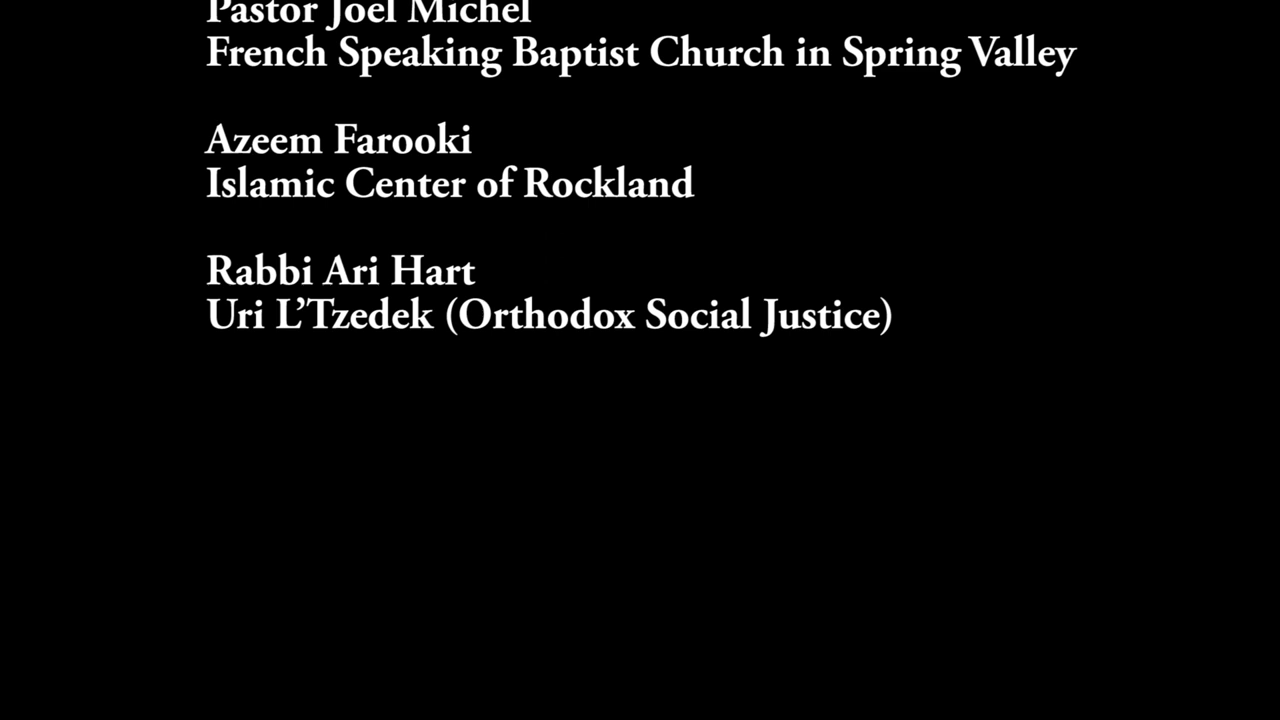 Pastor Joel Michel
French Speaking Baptist Church in Spring Valley
Azeem Farooki
Islamic Center of Rockland
Rabbi Ari Hart
Uri L’Tzedek (Orthodox Social Justice)